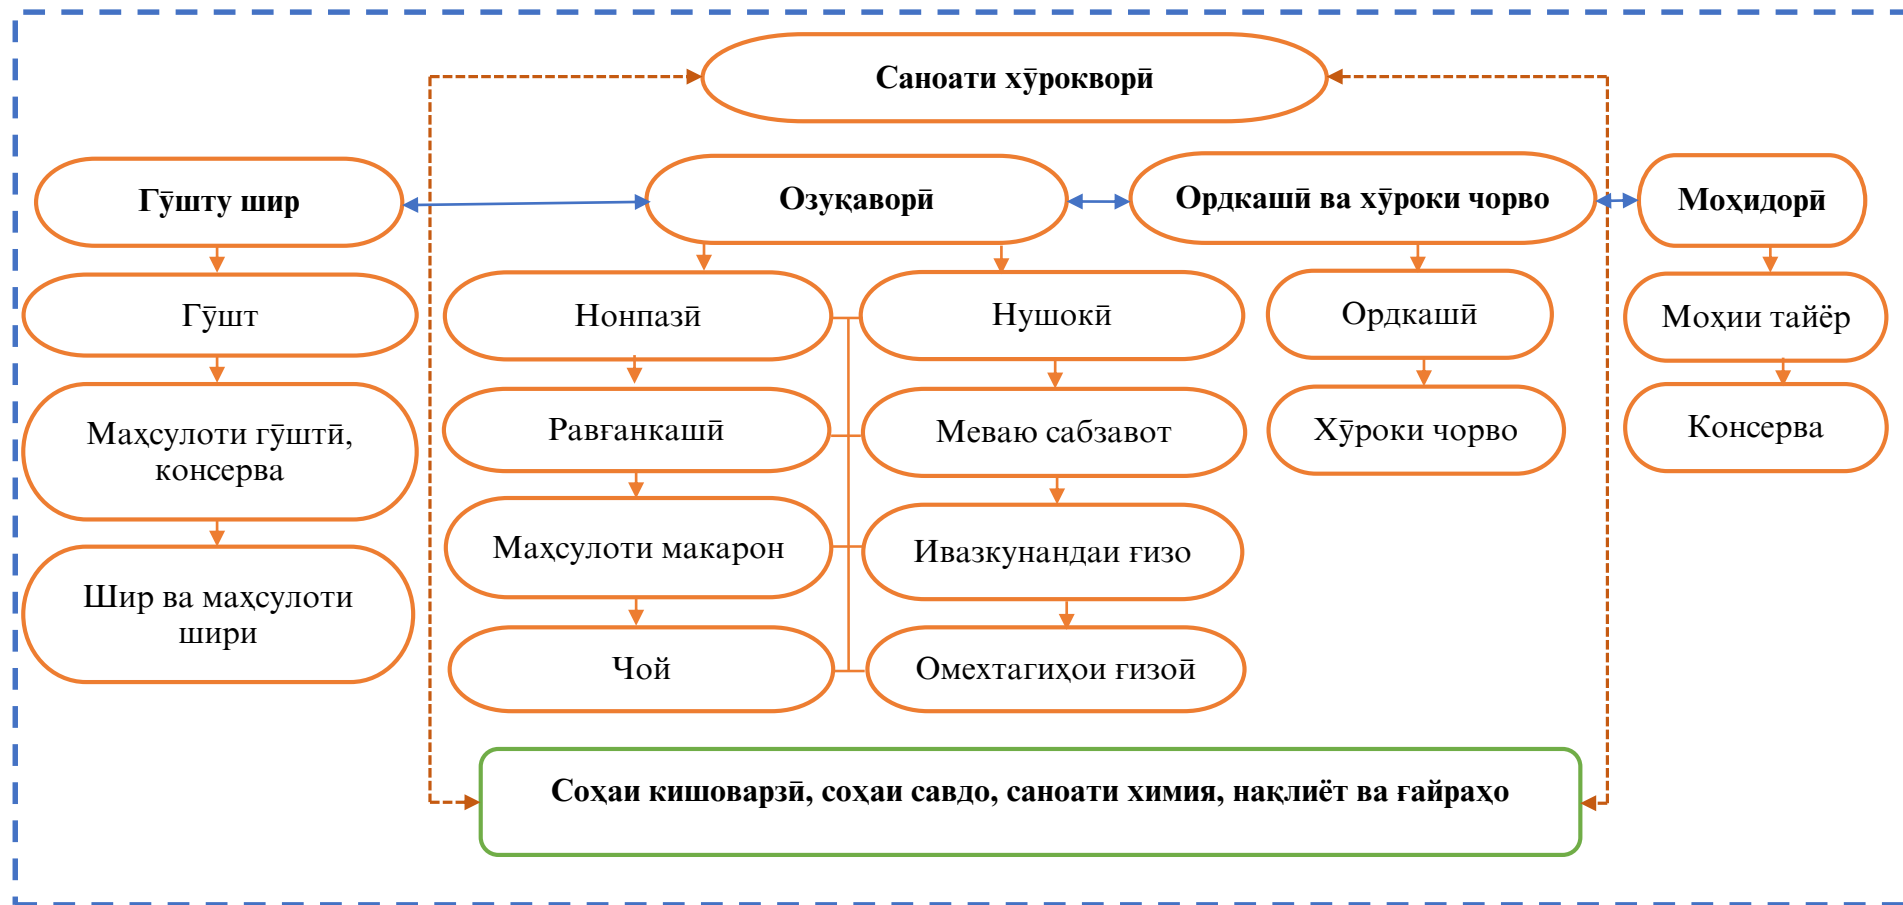 Саноати хӯрокворӣ
Гӯшту шир
Озуқаворӣ
Ордкашӣ ва хӯроки чорво
Моҳидорӣ
Гӯшт
Маҳсулоти гӯштӣ,
консерва
Шир ва маҳсулоти
шири
Нонпазӣ
Равғанкашӣ
Маҳсулоти макарон
Чой
Нушокӣ
Меваю сабзавот
Ивазкунандаи ғизо
Омехтагиҳои ғизоӣ
Ордкашӣ
Хӯроки чорво
Моҳии тайёр
Консерва
Соҳаи кишоварзӣ, соҳаи савдо, саноати химия, нақлиёт ва ғайраҳо